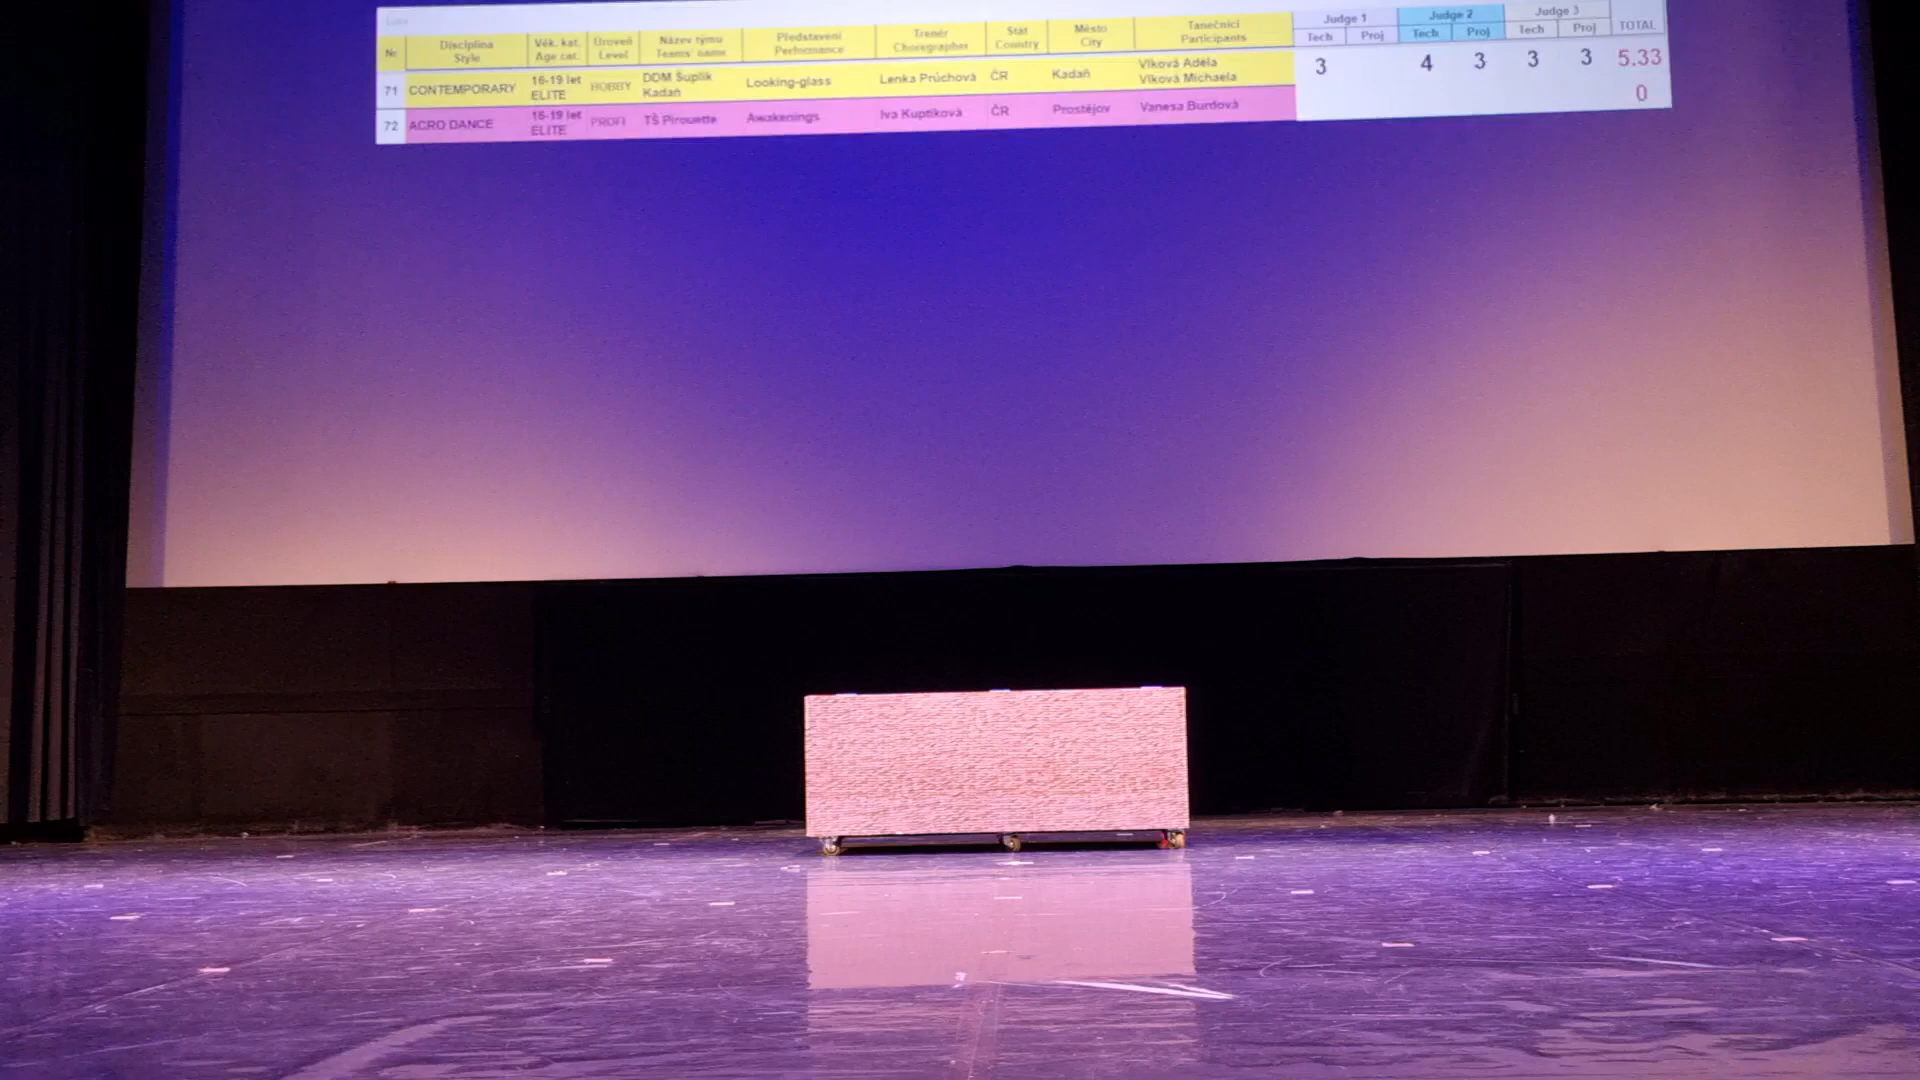 Judge 1 Judge 2 Judge 3
№ Disciplína Věk. kat. Úroveň Název týmu Představení Trenér Stát Město Tanečníci Tech Proj Tech Proj Tech Proj TOTAL
Style Age cat. Level Teams' name Performance Choregrapher Country City Participants
71 CONTEMPORARY 16-19 let HOBBY DDM Šuplík Looking-glass Lenka Průchová ČR Kadaň Vlková Adéla 3 4 3 3 3 5.33
ELITE Kadaň Vlková Michaela
72 ACRO DANCE 16-19 let PROFI TŠ Pirouette Awakenings Iva Kuptíková ČR Prostějov Vanesa Burdová 0
ELITE